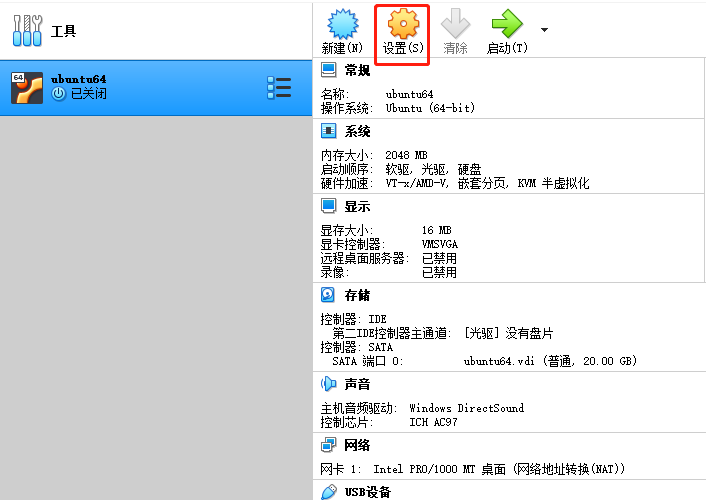 工具
新建(N) 设置(S) 清除 启动(T)
64 ubuntu64
已关闭
常规
名称: ubuntu64
操作系统: Ubuntu (64-bit)
系统
内存大小: 2048 MB
启动顺序: 软驱, 光驱, 硬盘
硬件加速: VT-x/AMD-V, 嵌套分页, KVM 半虚拟化
显示
显存大小: 16 MB
显卡控制器: VMSVGA
远程桌面服务器: 已禁用
录像: 已禁用
存储
控制器: IDE
第二IDE控制器主通道: [光驱] 没有盘片
控制器: SATA
SATA 端口 0: ubuntu64.vdi (普通, 20.00 GB)
声音
主机音频驱动: Windows DirectSound
控制芯片: ICH AC97
网络
网卡 1: Intel PRO/1000 MT 桌面 (网络地址转换(NAT))
USB设备